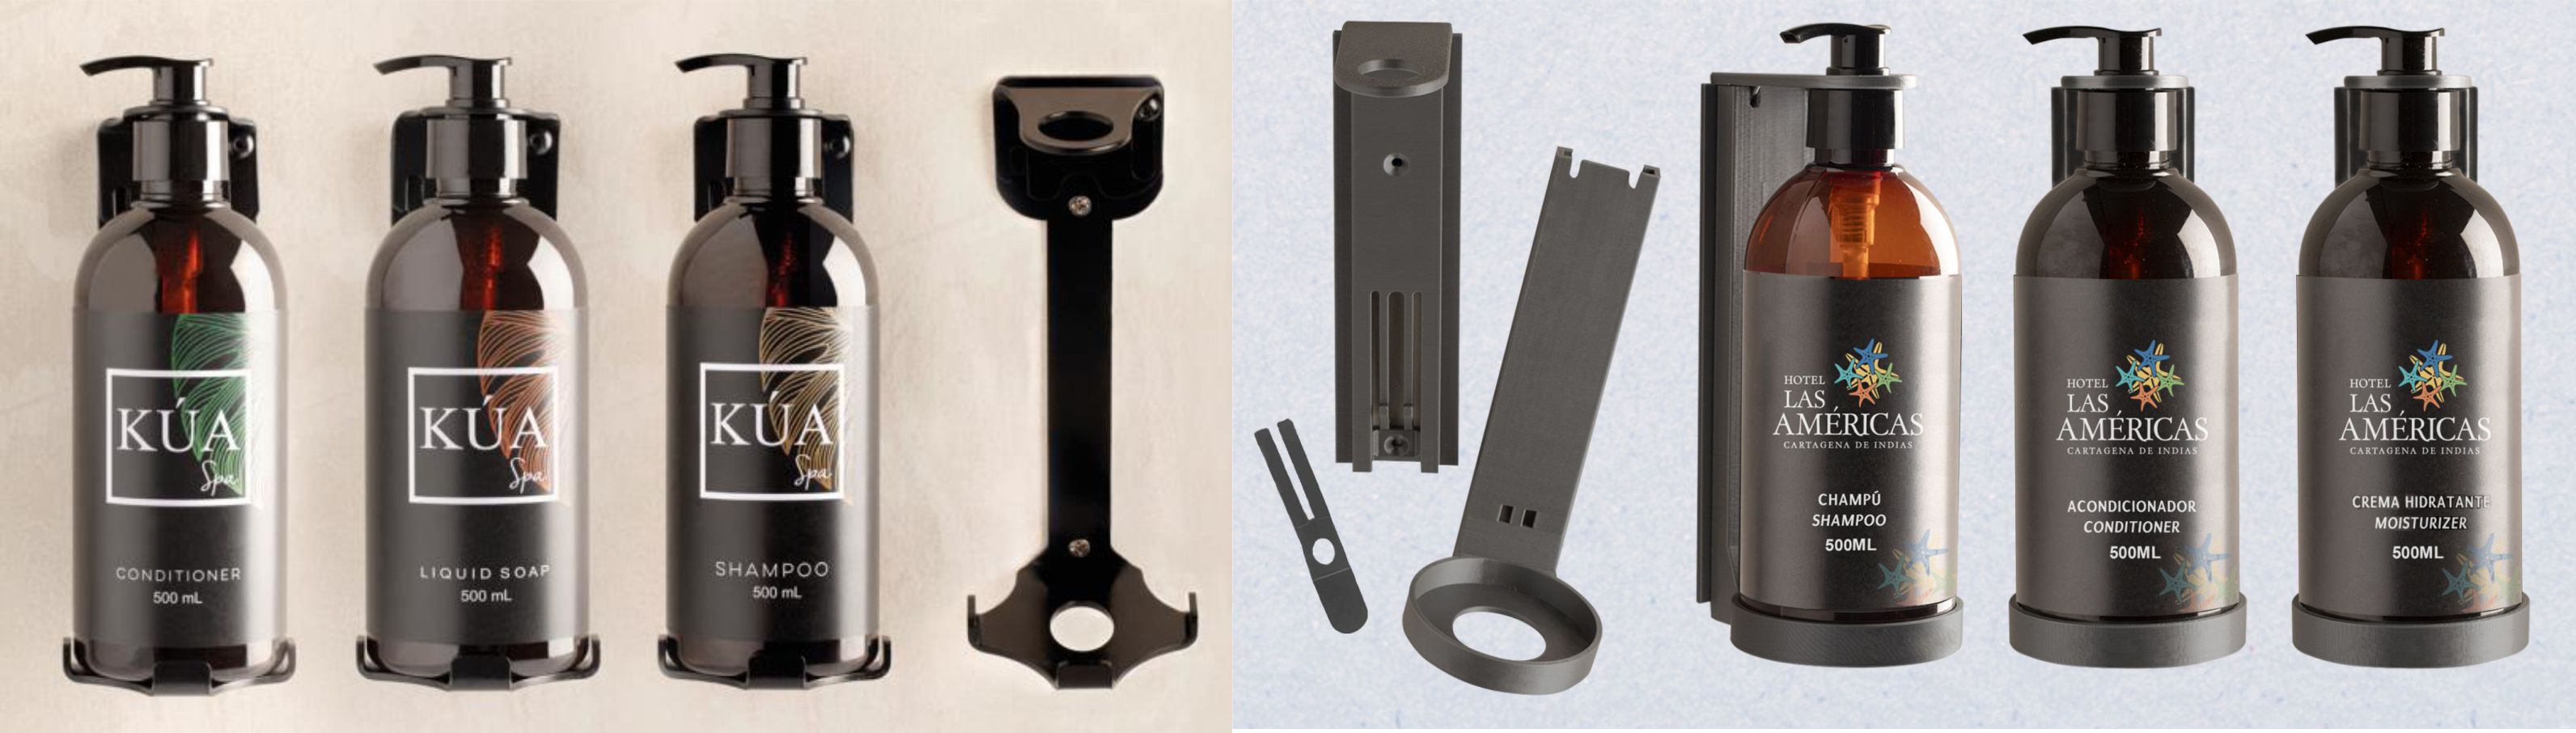 KÚA
Spa
CONDITIONER
500 mL
KÚA
Spa
LIQUID SOAP
500 mL
KÚA
Spa
SHAMPOO
500 mL
HOTEL
LAS
AMÉRICAS
CARTAGENA DE INDIAS
CHAMPÚ
SHAMPOO
500ML
HOTEL
LAS
AMÉRICAS
CARTAGENA DE INDIAS
ACONDICIONADOR
CONDITIONER
500ML
HOTEL
LAS
AMÉRICAS
CARTAGENA DE INDIAS
CREMA HIDRATANTE
MOISTURIZER
500ML